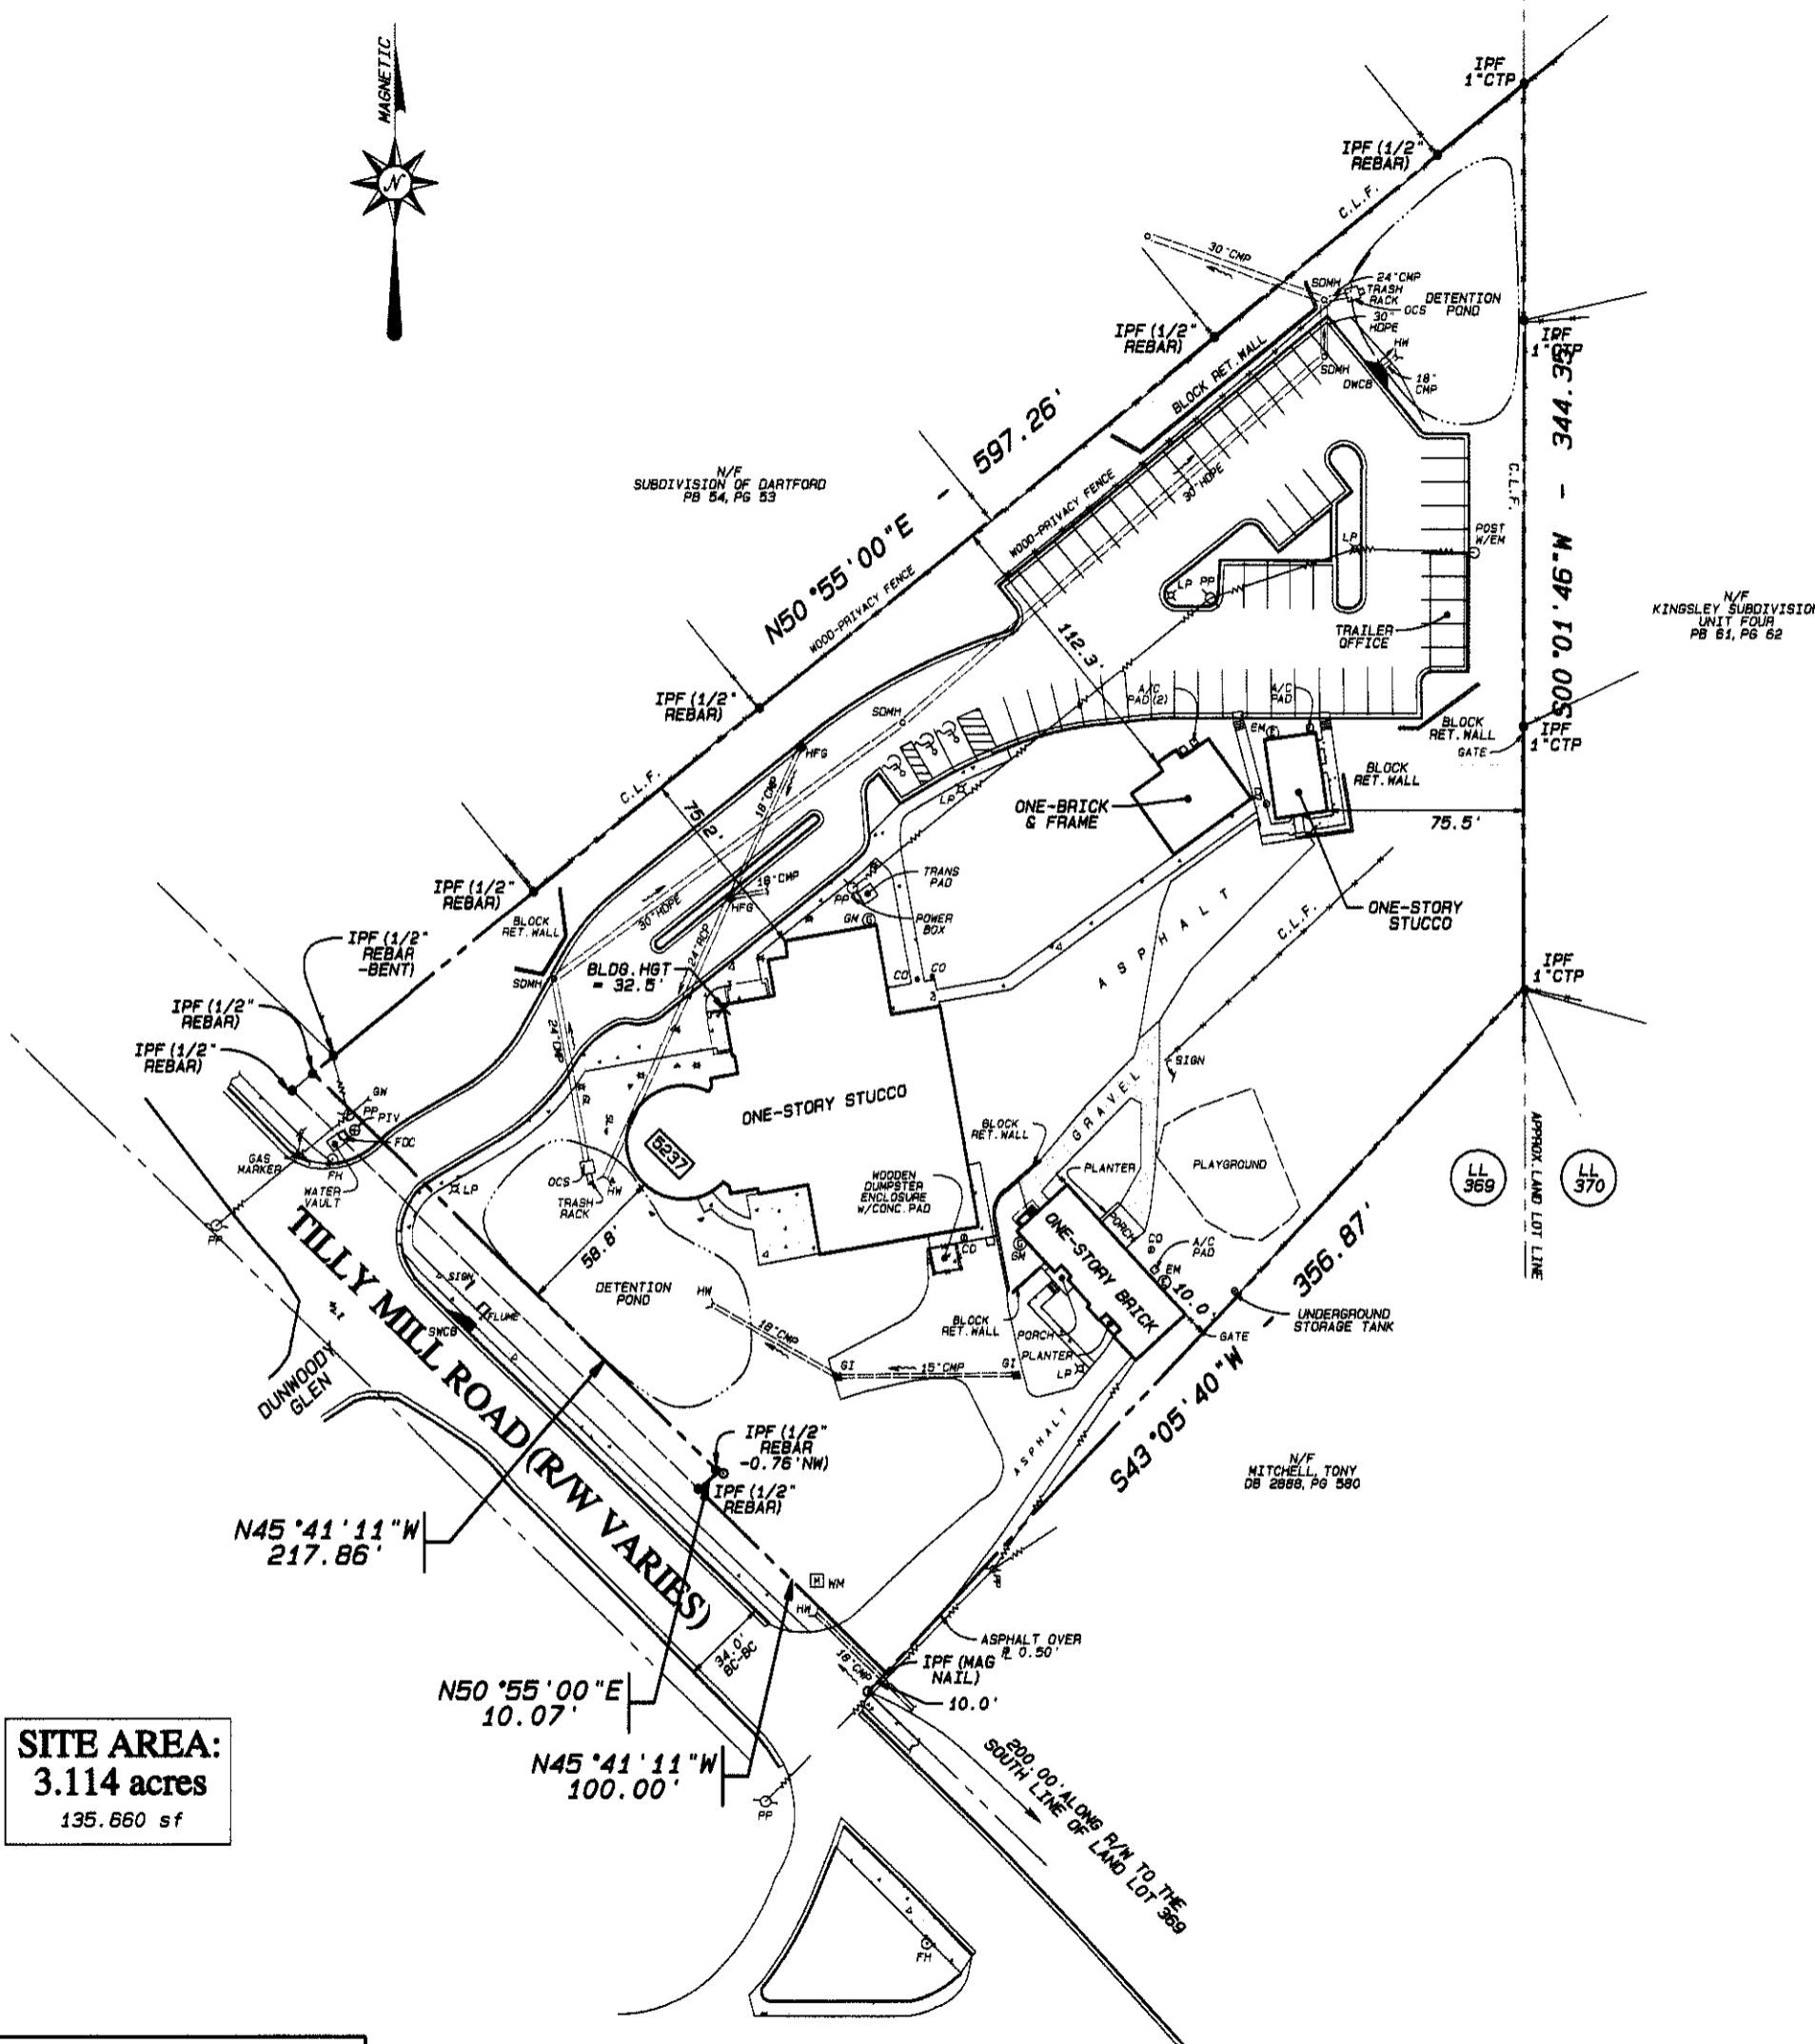 MAGNETIC
N
IPF
1"CTP
IPF (1/2"
REBAR)
C.L.F.
30"CMP
SDMH
24"CMP
TRASH
RACK
OCS
DETENTION
POND
30"
HDPE
HW
18"
CMP
SDMH
DWCB
IPF
1"CTP
IPF (1/2"
REBAR)
BLOCK RET. WALL
N50°55'00"E - 597.26'
S00°01'46"W - 344.35'
C.L.F.
N/F
SUBDIVISION OF DARTFORD
PB 54, PG 53
WOOD-PRIVACY FENCE
30"HDPE
WOOD-PRIVACY FENCE
LP
POST
W/EM
LP
PP
N/F
KINGSLEY SUBDIVISION
UNIT FOUR
PB 61, PG 62
TRAILER
OFFICE
112.3'
A/C
PAD (2)
A/C
PAD
IPF (1/2"
REBAR)
SDMH
HFG
EM
E
BLOCK
RET. WALL
GATE
IPF
1"CTP
BLOCK
RET. WALL
C.L.F.
18"CMP
75.2'
LP
ONE-BRICK
& FRAME
75.5'
IPF (1/2"
REBAR)
18"CMP
HFG
TRANS
PAD
PP
POWER
BOX
GM
G
ONE-STORY
STUCCO
BLOCK
RET. WALL
30"HDPE
24"RCP
IPF (1/2"
REBAR
-BENT)
BLDG. HGT
= 32.5'
SDMH
CO
CO
ASPHALT
C.L.F.
IPF
1"CTP
IPF (1/2"
REBAR)
IPF (1/2"
REBAR)
24"CMP
GL
SL
GW
PP
PIV
FDC
FH
GAS
MARKER
WATER
VAULT
PP
LP
ONE-STORY STUCCO
5237
OCS
TRASH
RACK
HW
SIGN
GRAVEL
BLOCK
RET. WALL
PLANTER
PLAYGROUND
WOODEN
DUMPSTER
ENCLOSURE
W/CONC. PAD
CO
GM
G
PORCH
CO
A/C
PAD
EM
E
ONE-STORY BRICK
10.0'
GATE
LL
369
LL
370
APPROX LAND LOT LINE
S43°05'40"W - 356.87'
UNDERGROUND
STORAGE TANK
58.8'
DETENTION
POND
HW
SIGN
FLUME
SWCB
18"CMP
GI
15"CMP
GI
BLOCK
RET. WALL
PORCH
PLANTER
LP
TILLY MILL ROAD (R/W VARIES)
DUNWOODY
GLEN
ASPHALT
IPF (1/2"
REBAR
-0.76'NW)
IPF (1/2"
REBAR)
N/F
MITCHELL, TONY
DB 2888, PG 580
N45°41'11"W
217.86'
M WM
HW
PP
34.0'
BC-BC
18"CMP
ASPHALT OVER
PL 0.50'
IPF (MAG
NAIL)
10.0'
N50°55'00"E
10.07'
N45°41'11"W
100.00'
PP
200.00' ALONG R/W TO THE
SOUTH LINE OF LAND LOT 369
FH
SITE AREA:
3.114 acres
135.660 sf